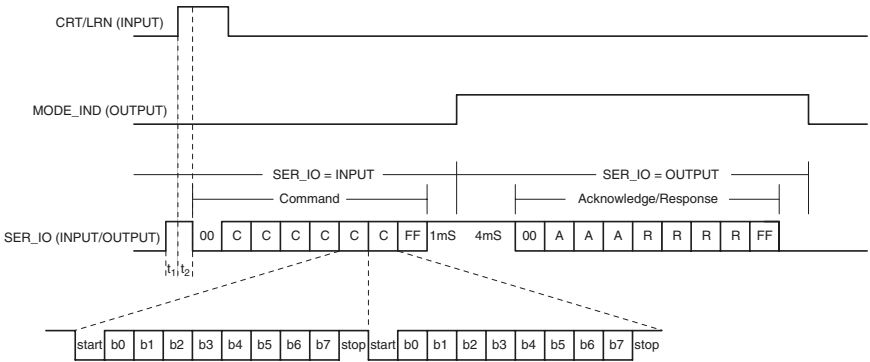 CRT/LRN (INPUT)
MODE_IND (OUTPUT)
SER_IO = INPUT SER_IO = OUTPUT
Command Acknowledge/Response
SER_IO (INPUT/OUTPUT) 00 C C C C C C FF 1mS 4mS 00 A A A R R R R FF
t1 t2
start b0 b1 b2 b3 b4 b5 b6 b7 stop start b0 b1 b2 b3 b4 b5 b6 b7 stop